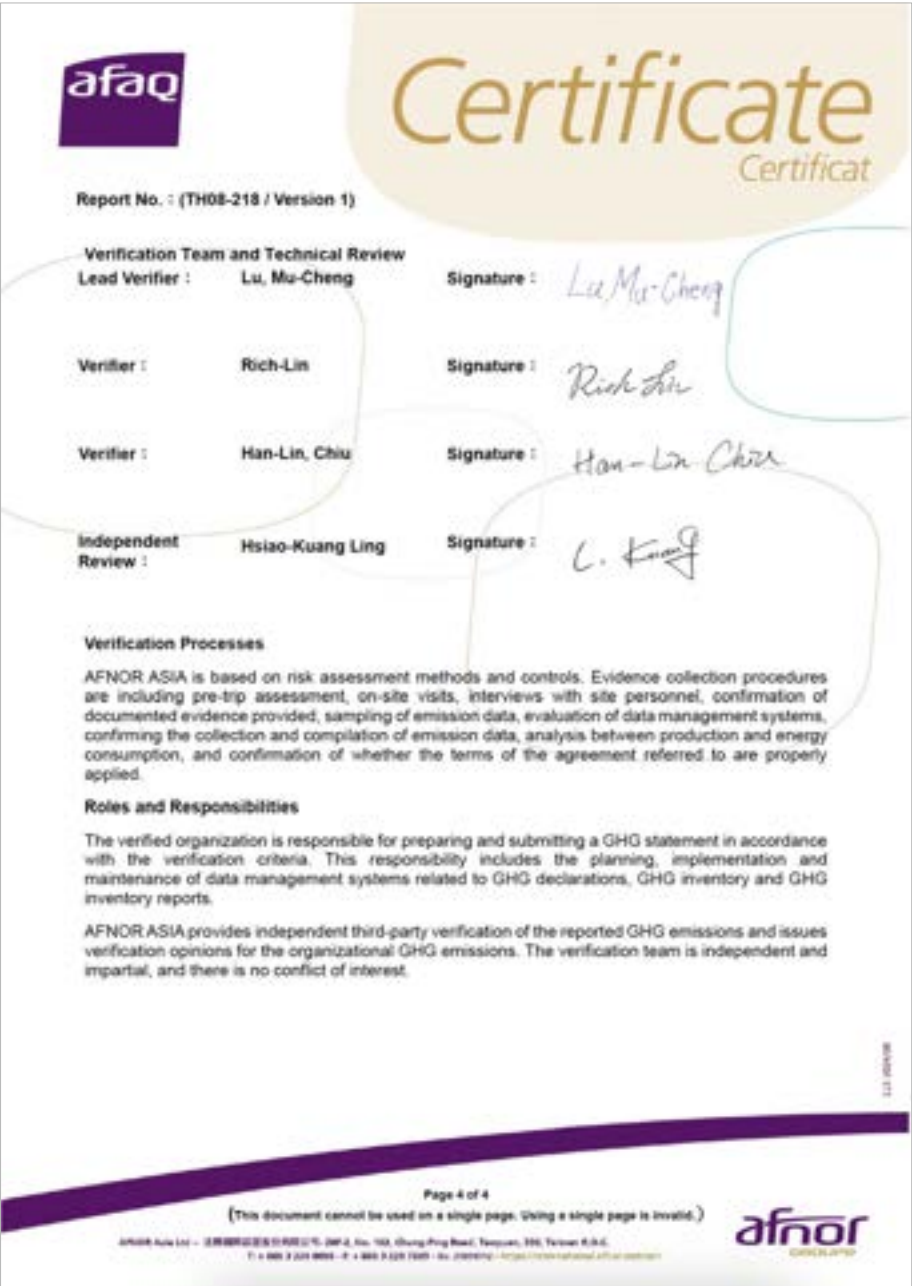 afaq
Certificate
Certificat
Report No. : (TH08-218 / Version 1)
Verification Team and Technical Review
Lead Verifier : Lu, Mu-Cheng Signature : Lu, Mu-Cheng
Verifier : Rich-Lin Signature : Rich Lin
Verifier : Han-Lin, Chiu Signature : Han-Lin Chiu
Independent
Review : Hsiao-Kuang Ling Signature : L. Kuang
Verification Processes
AFNOR ASIA is based on risk assessment methods and controls. Evidence collection procedures
are including pre-trip assessment, on-site visits, interviews with site personnel, confirmation of
documented evidence provided, sampling of emission data, evaluation of data management systems,
confirming the collection and compilation of emission data, analysis between production and energy
consumption, and confirmation of whether the terms of the agreement referred to are properly
applied.
Roles and Responsibilities
The verified organization is responsible for preparing and submitting a GHG statement in accordance
with the verification criteria. This responsibility includes the planning, implementation and
maintenance of data management systems related to GHG declarations, GHG inventory and GHG
inventory reports.
AFNOR ASIA provides independent third-party verification of the reported GHG emissions and issues
verification opinions for the organizational GHG emissions. The verification team is independent and
impartial, and there is no conflict of interest.
Page 4 of 4
(This document cannot be used on a single page. Using a single page is invalid.)
afnor
GROUPE
AFNOR Asia Ltd Chung-Ping Road, Taoyuan, Taiwan R.O.C.